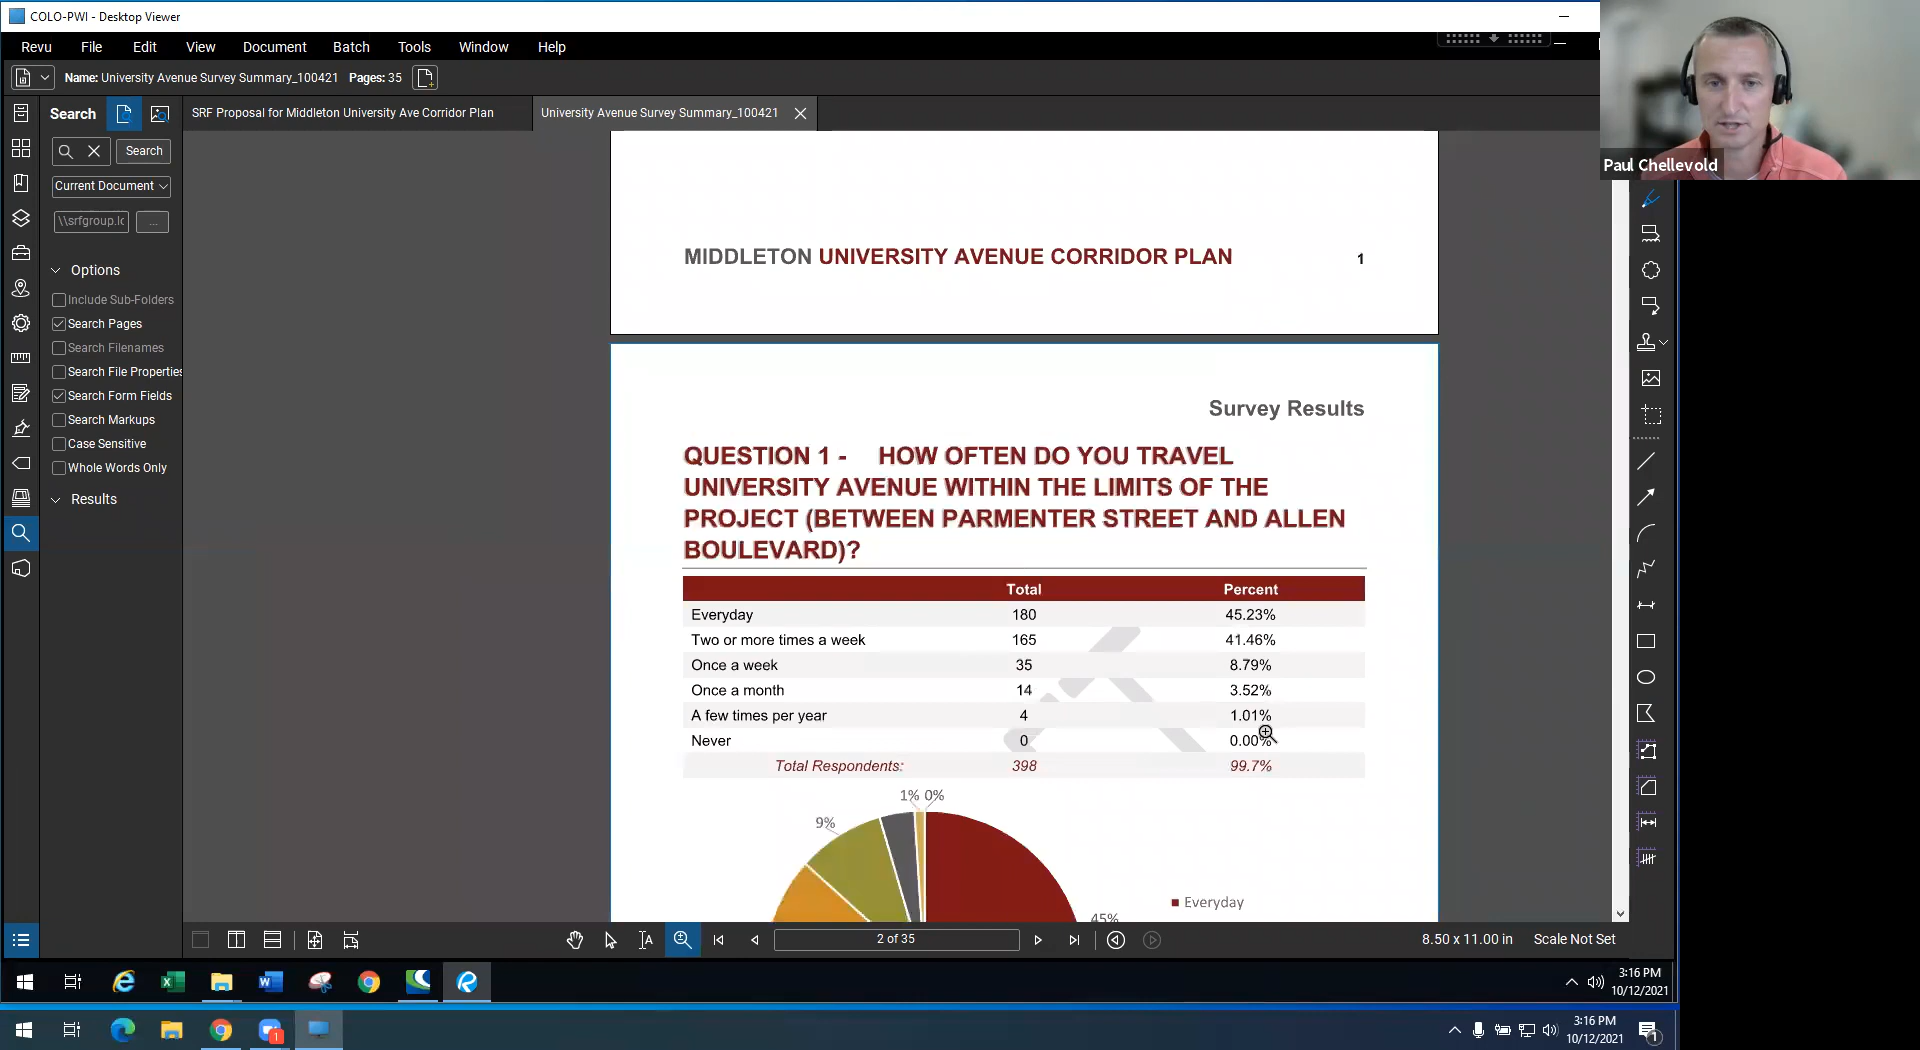 COLO-PWI - Desktop Viewer
Revu File Edit View Document Batch Tools Window Help
Name: University Avenue Survey Summary_100421 Pages: 35
Search
SRF Proposal for Middleton University Ave Corridor Plan
University Avenue Survey Summary_100421
Search
Current Document
\\srfgroup.lc
...
Options
Include Sub-Folders
Search Pages
Search Filenames
Search File Properties
Search Form Fields
Search Markups
Case Sensitive
Whole Words Only
Results
Paul Chellevold
MIDDLETON UNIVERSITY AVENUE CORRIDOR PLAN 1
Survey Results
QUESTION 1 - HOW OFTEN DO YOU TRAVEL
UNIVERSITY AVENUE WITHIN THE LIMITS OF THE
PROJECT (BETWEEN PARMENTER STREET AND ALLEN
BOULEVARD)?
Total Percent
Everyday 180 45.23%
Two or more times a week 165 41.46%
Once a week 35 8.79%
Once a month 14 3.52%
A few times per year 4 1.01%
Never 0 0.00%
Total Respondents: 398 99.7%
1% 0%
9%
45%
Everyday
2 of 35
8.50 x 11.00 in Scale Not Set
3:16 PM
10/12/2021
3:16 PM
10/12/2021
1
1